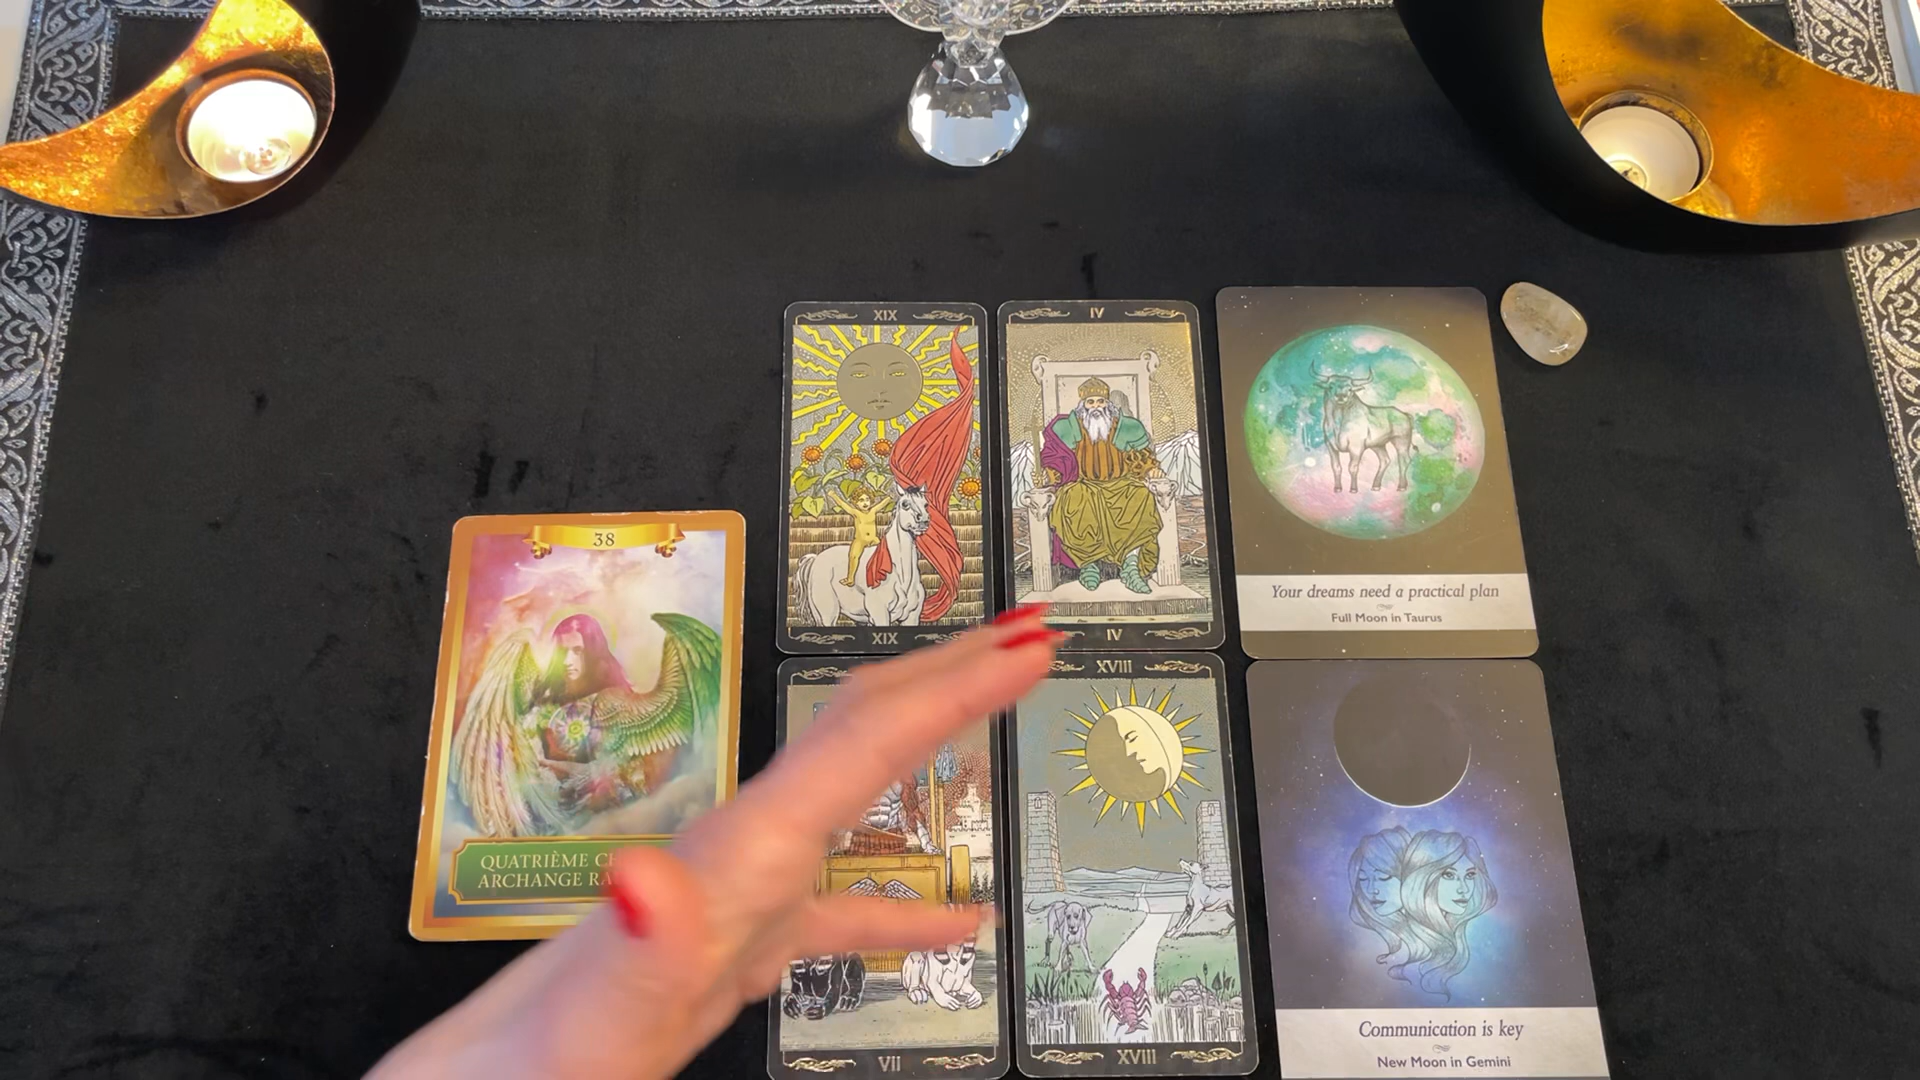 XIX
IV
XIX
IV
Your dreams need a practical plan
Full Moon in Taurus
38
QUATRIÈME
ARCHANGE
XVIII
VII
XVIII
Communication is key
New Moon in Gemini